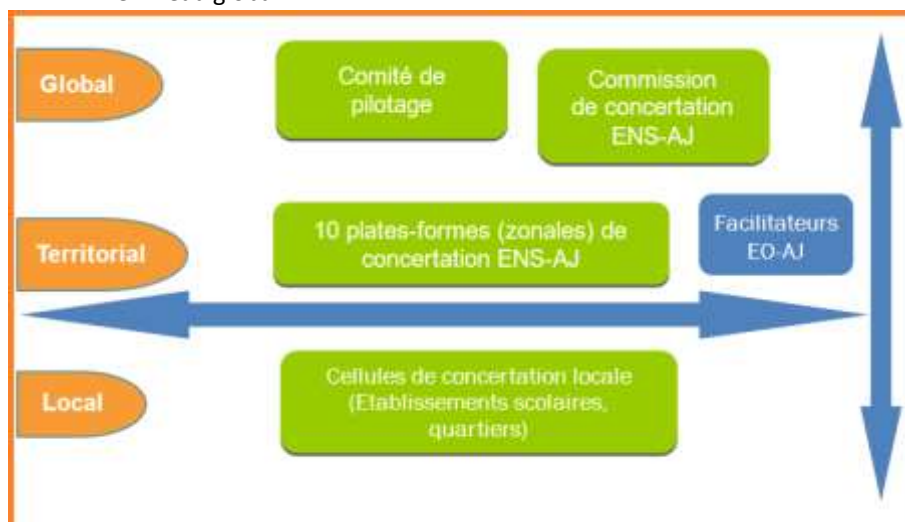 Global
Comité de
pilotage
Commission
de concertation
ENS-AJ
Territorial
10 plates-formes (zonales) de
concertation ENS-AJ
Facilitateurs
EO-AJ
Local
Cellules de concertation locale
(Etablissements scolaires,
quartiers)